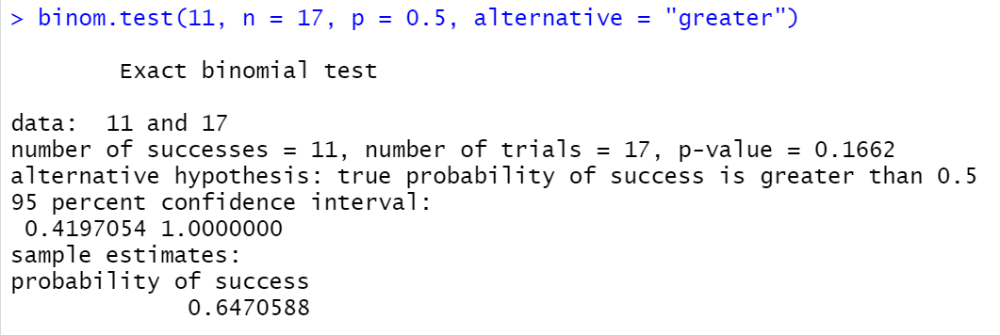 > binom.test(11, n = 17, p = 0.5, alternative = "greater")
Exact binomial test
data:  11 and 17
number of successes = 11, number of trials = 17, p-value = 0.1662
alternative hypothesis: true probability of success is greater than 0.5
95 percent confidence interval:
 0.4197054 1.0000000
sample estimates:
probability of success
0.6470588